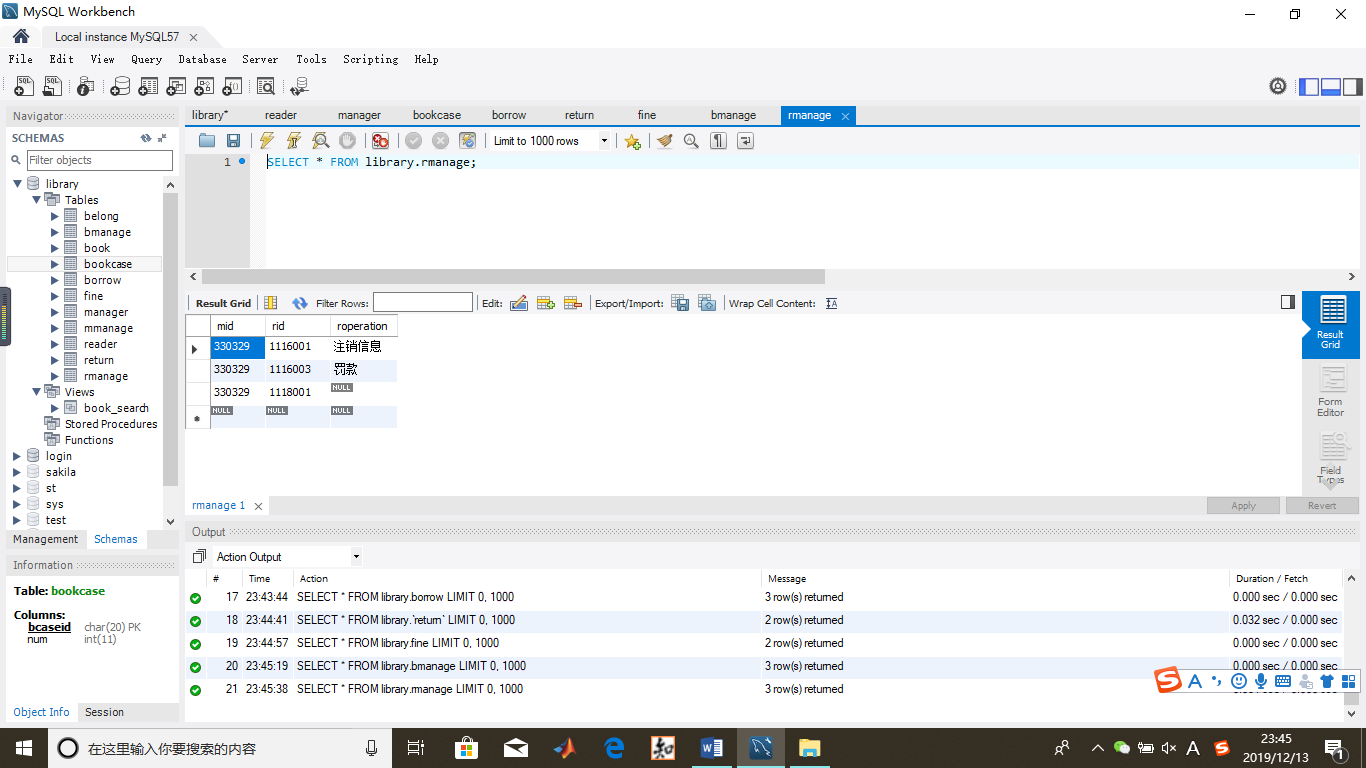 MySQL Workbench
Local instance MySQL57
File Edit View Query Database Server Tools Scripting Help
Navigator
SCHEMAS
Filter objects
library
Tables
belong
bmanage
book
bookcase
borrow
fine
manager
mmanage
reader
return
rmanage
Views
book_search
Stored Procedures
Functions
login
sakila
st
sys
test
Management Schemas
Information
Table: bookcase
Columns:
bcaseid char(20) PK
num int(11)
Object Info Session
library* reader manager bookcase borrow return fine bmanage rmanage
Limit to 1000 rows
1 SELECT * FROM library.rmanage;
Result Grid Filter Rows: Edit: Export/Import: Wrap Cell Content:
mid rid roperation
330329 1116001 注销信息
330329 1116003 罚款
330329 1118001 NULL
NULL NULL NULL
Result Grid
Form Editor
Field Types
rmanage 1 Apply Revert
Output
Action Output
# Time Action Message Duration / Fetch
17 23:43:44 SELECT * FROM library.borrow LIMIT 0, 1000 3 row(s) returned 0.000 sec / 0.000 sec
18 23:44:41 SELECT * FROM library.`return` LIMIT 0, 1000 2 row(s) returned 0.032 sec / 0.000 sec
19 23:44:57 SELECT * FROM library.fine LIMIT 0, 1000 2 row(s) returned 0.000 sec / 0.000 sec
20 23:45:19 SELECT * FROM library.bmanage LIMIT 0, 1000 3 row(s) returned 0.000 sec / 0.000 sec
21 23:45:38 SELECT * FROM library.rmanage LIMIT 0, 1000 3 row(s) returned
在这里输入你要搜索的内容
知
A
23:45
2019/12/13
1